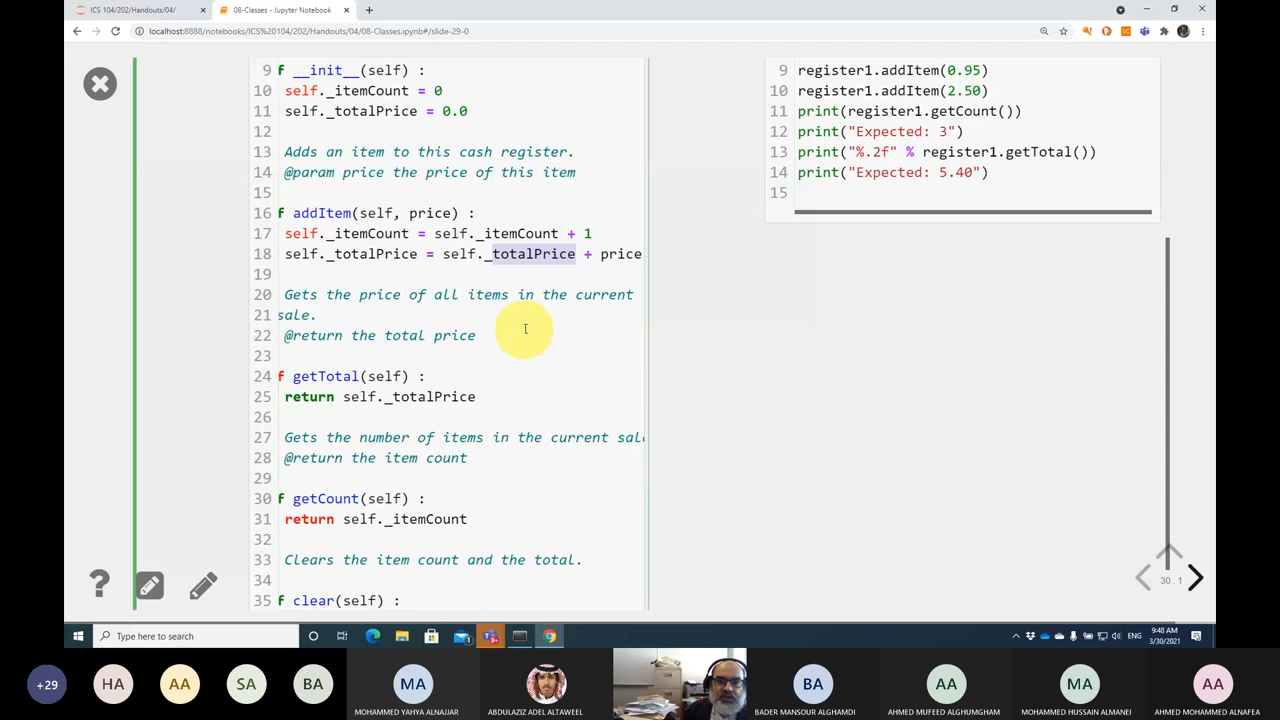 ICS 104/202/Handouts/04/
08-Classes - Jupyter Notebook
localhost:8888/notebooks/ICS%20104/202/Handouts/04/08-Classes.ipynb#/slide-29-0
9 f __init__(self) :
10 self._itemCount = 0
11 self._totalPrice = 0.0
12
13 Adds an item to this cash register.
14 @param price the price of this item
15
16 f addItem(self, price) :
17 self._itemCount = self._itemCount + 1
18 self._totalPrice = self._totalPrice + price
19
20 Gets the price of all items in the current
21 sale.
22 @return the total price
23
24 f getTotal(self) :
25 return self._totalPrice
26
27 Gets the number of items in the current sale
28 @return the item count
29
30 f getCount(self) :
31 return self._itemCount
32
33 Clears the item count and the total.
34
35 f clear(self) :
9 register1.addItem(0.95)
10 register1.addItem(2.50)
11 print(register1.getCount())
12 print("Expected: 3")
13 print("%.2f" % register1.getTotal())
14 print("Expected: 5.40")
15
?
30 . 1
Type here to search
9+
ENG
9:48 AM
3/30/2021
+29
HA
AA
SA
BA
MA
MOHAMMED YAHYA ALNAJJAR
ABDULAZIZ ADEL ALTAWEEL
BA
BADER MANSOUR ALGHAMDI
AA
AHMED MUFEED ALGHUMGHAM
MA
MOHAMMED HUSSAIN ALMANEI
AA
AHMED MOHAMMED ALNAFEA